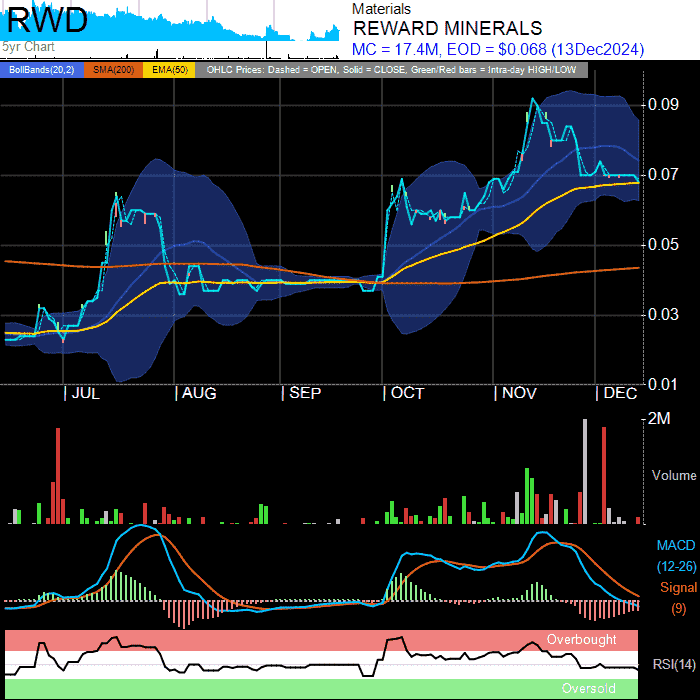 RWD
5yr Chart
Materials
REWARD MINERALS
MC = 17.4M, EOD = $0.068 (13Dec2024)
BollBands(20,2) SMA(200) EMA(50) OHLC Prices: Dashed = OPEN, Solid = CLOSE, Green/Red bars = Intra-day HIGH/LOW
0.09
0.07
0.05
0.03
0.01
JUL AUG SEP OCT NOV DEC
2M
Volume
MACD
(12-26)
Signal
(9)
Overbought
RSI(14)
Oversold